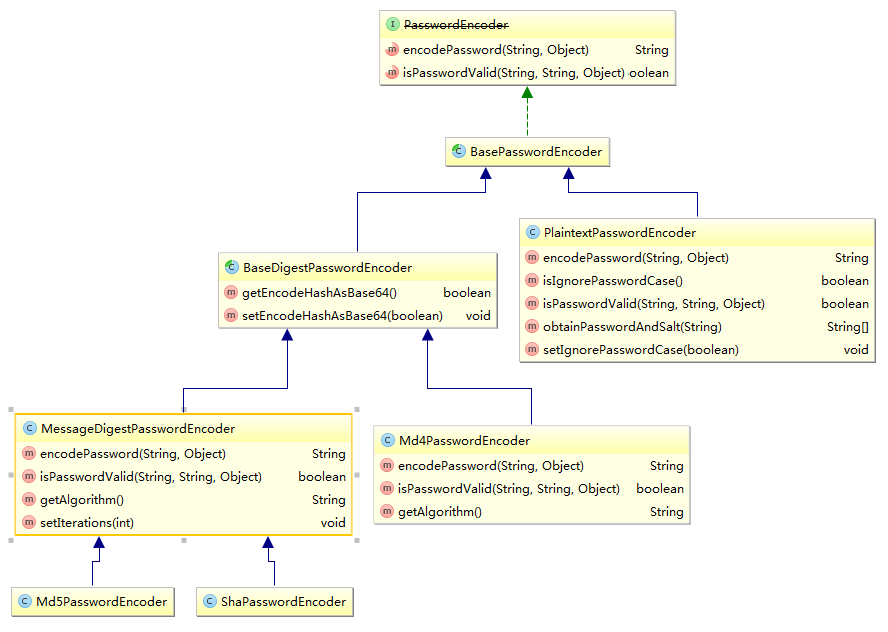 I PasswordEncoder
m encodePassword(String, Object) String
m isPasswordValid(String, String, Object) oolean
C BasePasswordEncoder
C PlaintextPasswordEncoder
m encodePassword(String, Object) String
m isIgnorePasswordCase() boolean
m isPasswordValid(String, String, Object) boolean
m obtainPasswordAndSalt(String) String[]
m setIgnorePasswordCase(boolean) void
C BaseDigestPasswordEncoder
m getEncodeHashAsBase64() boolean
m setEncodeHashAsBase64(boolean) void
C MessageDigestPasswordEncoder
m encodePassword(String, Object) String
m isPasswordValid(String, String, Object) boolean
m getAlgorithm() String
m setIterations(int) void
C Md4PasswordEncoder
m encodePassword(String, Object) String
m isPasswordValid(String, String, Object) boolean
m getAlgorithm() String
C Md5PasswordEncoder
C ShaPasswordEncoder